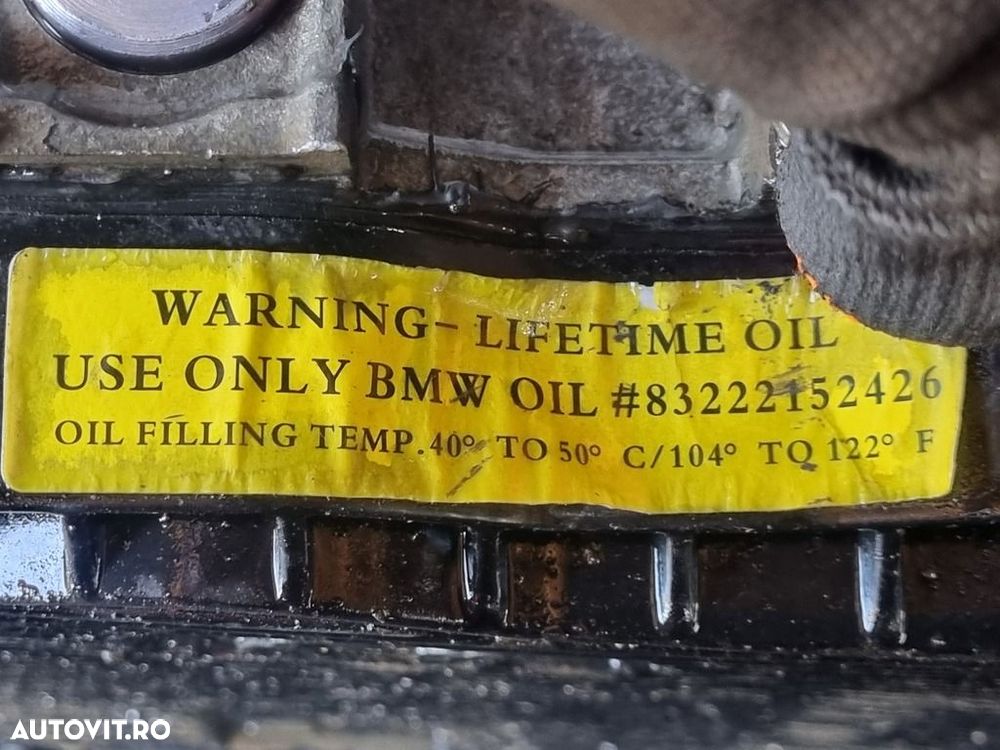 WARNING- LIFETIME OIL
USE ONLY BMW OIL #83222152426
OIL FILLING TEMP. 40° TO 50° C/104° TO 122° F
AUTOVIT.RO